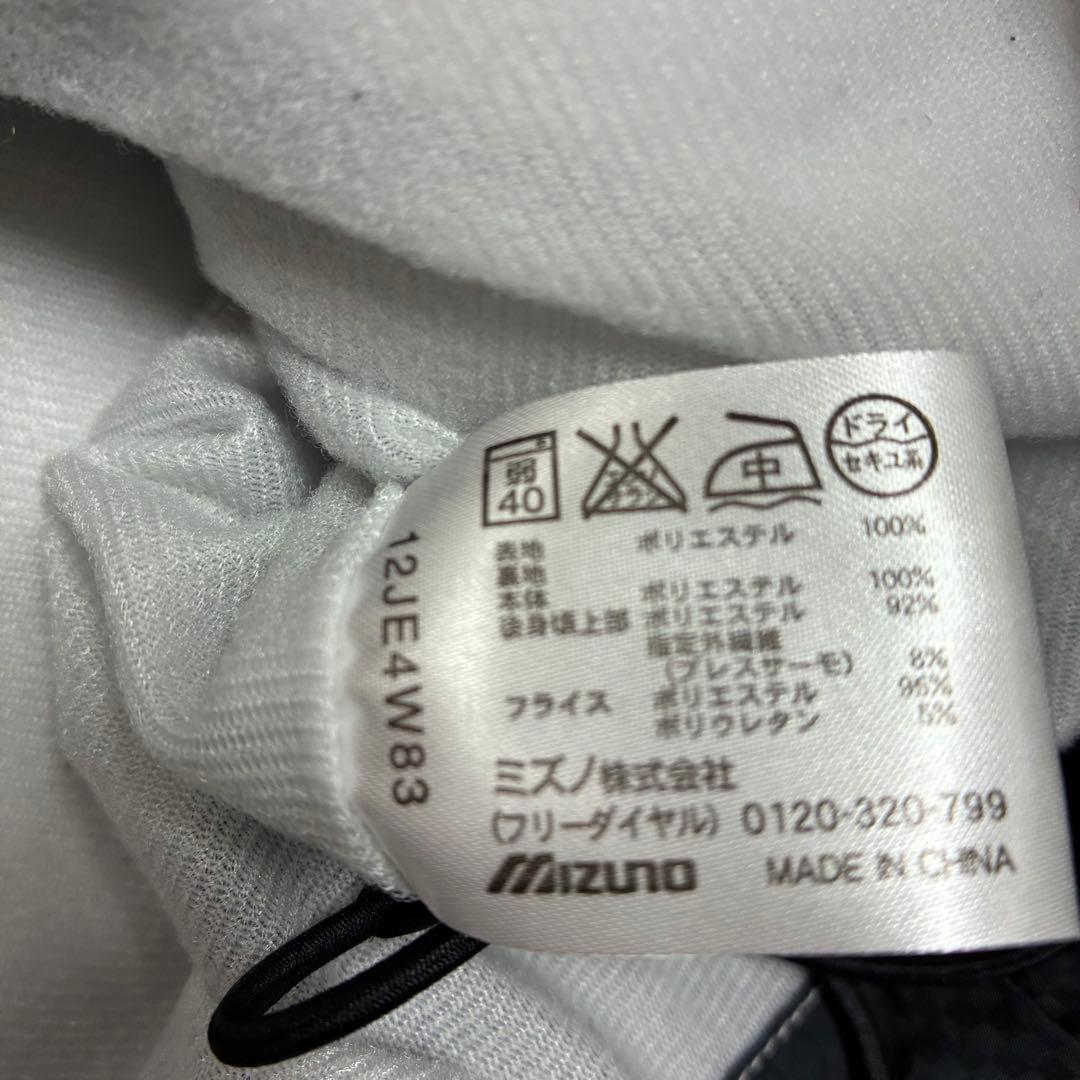 弱
40
中
ドライ
セキユ系
表地 ポリエステル 100%
裏地
本体 ポリエステル 100%
後身頃上部 ポリエステル 92%
指定外繊維
(ブレスサーモ) 8%
フライス ポリエステル 95%
ポリウレタン 5%
ミズノ株式会社
(フリーダイヤル) 0120-320-799
MIZUNO MADE IN CHINA
12JE4W83